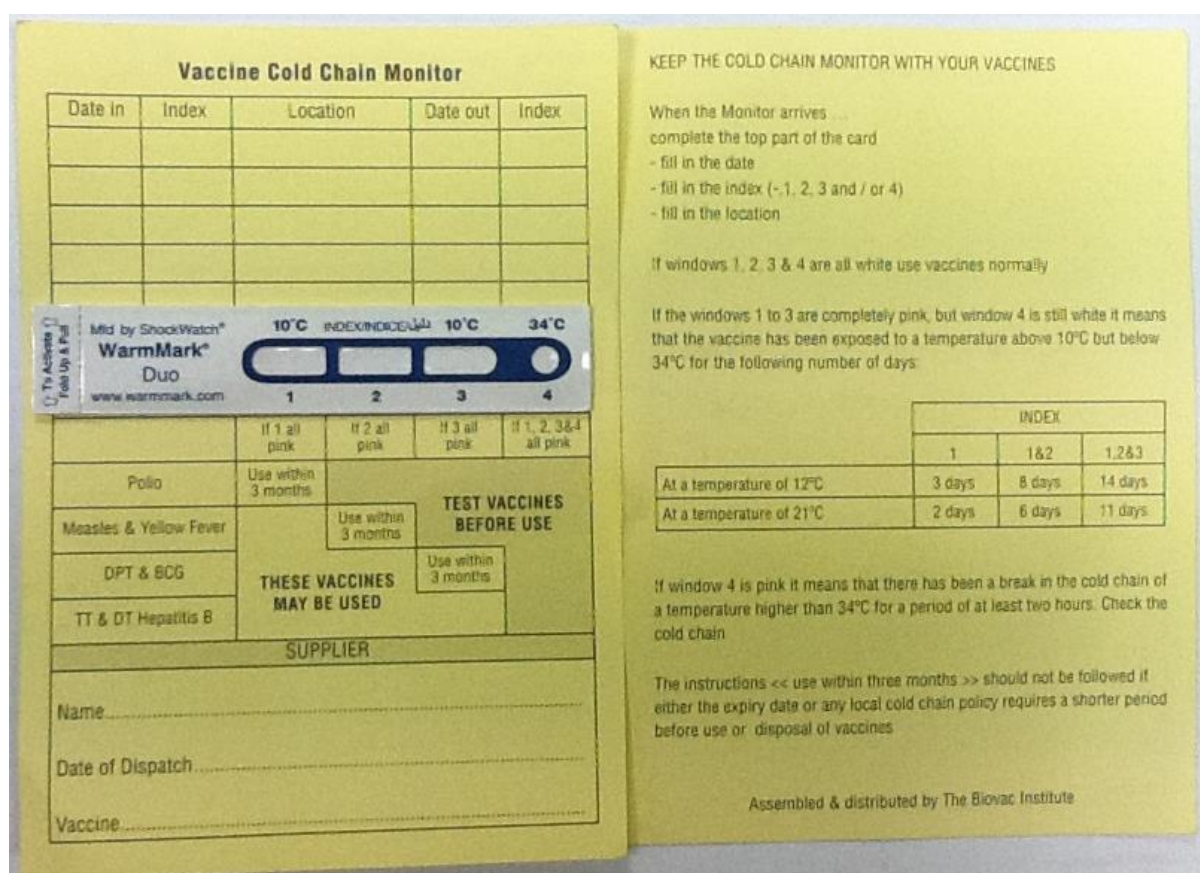 Vaccine Cold Chain Monitor
Date in Index Location Date out Index
To Activate
Fold Up & Pull
Mfd by ShockWatch®
WarmMark®
Duo
www.warmmark.com
10°C INDEX/INDICE/دليل 10°C 34°C
1 2 3 4
If 1 all pink If 2 all pink If 3 all pink If 1, 2, 3&4 all pink
Polio Use within 3 months
TEST VACCINES BEFORE USE
Measles & Yellow Fever Use within 3 months
DPT & BCG Use within 3 months
THESE VACCINES MAY BE USED
TT & DT Hepatitis B
SUPPLIER
Name
Date of Dispatch
Vaccine
KEEP THE COLD CHAIN MONITOR WITH YOUR VACCINES
When the Monitor arrives ...
complete the top part of the card
- fill in the date
- fill in the index (-,1, 2, 3 and / or 4)
- fill in the location
If windows 1, 2, 3 & 4 are all white use vaccines normally
If the windows 1 to 3 are completely pink, but window 4 is still white it means
that the vaccine has been exposed to a temperature above 10°C but below
34°C for the following number of days:
INDEX
1 1&2 1,2&3
At a temperature of 12°C 3 days 8 days 14 days
At a temperature of 21°C 2 days 6 days 11 days
If window 4 is pink it means that there has been a break in the cold chain of
a temperature higher than 34°C for a period of at least two hours. Check the
cold chain
The instructions << use within three months >> should not be followed if
either the expiry date or any local cold chain policy requires a shorter period
before use or disposal of vaccines
Assembled & distributed by The Biovac Institute